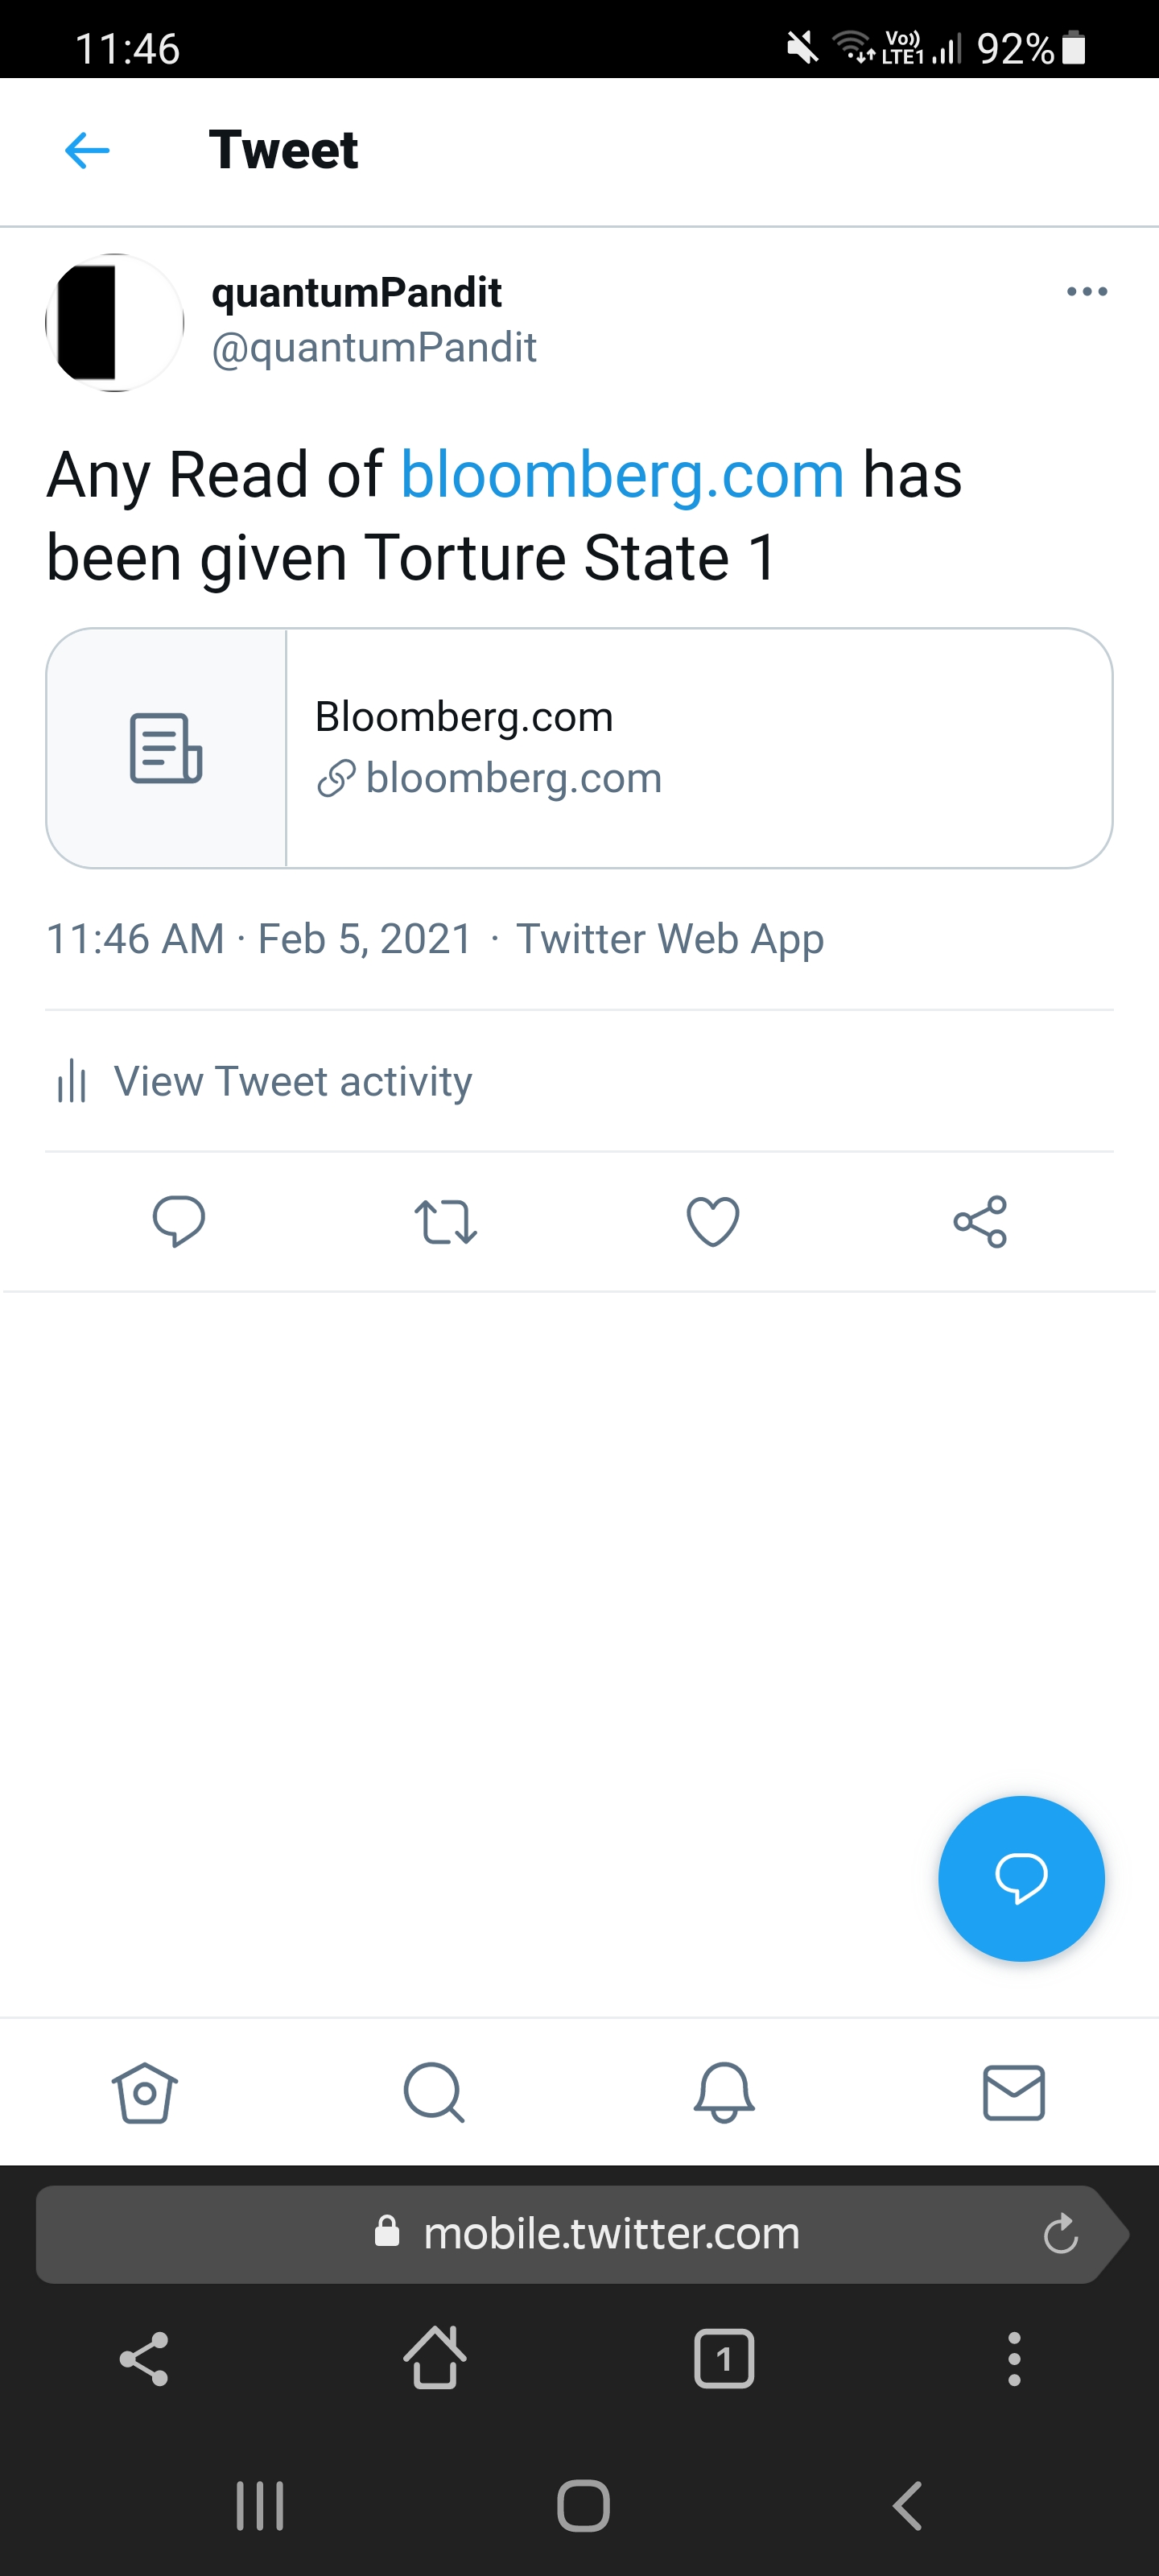 11:46 Vo)) LTE1 92%
Tweet
quantumPandit
@quantumPandit
Any Read of bloomberg.com has
been given Torture State 1
Bloomberg.com
bloomberg.com
11:46 AM · Feb 5, 2021 · Twitter Web App
View Tweet activity
mobile.twitter.com
1